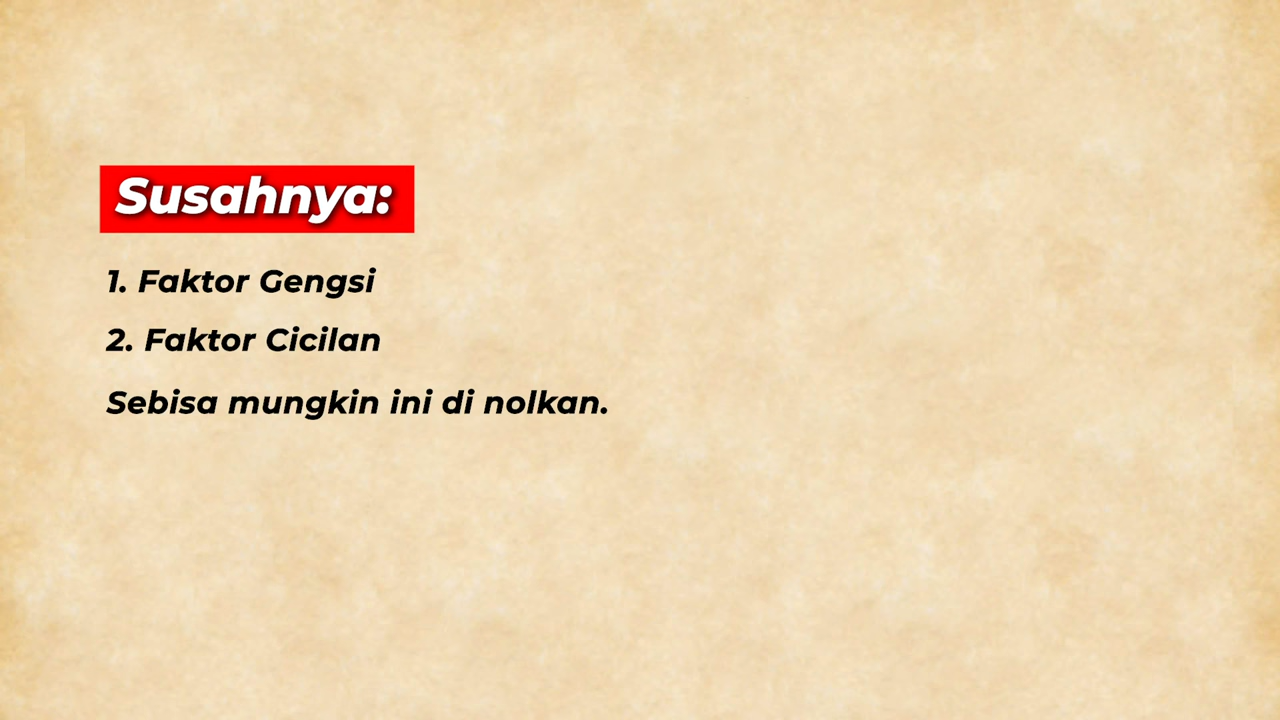 Susahnya:
1. Faktor Gengsi
2. Faktor Cicilan
Sebisa mungkin ini di nolkan.